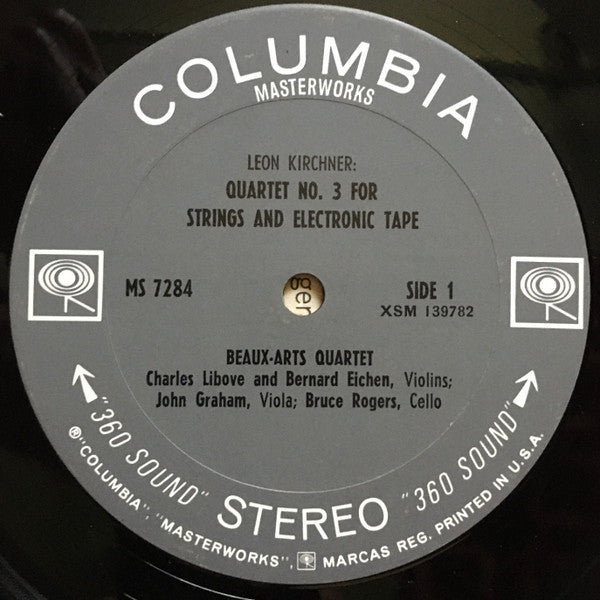 COLUMBIA
MASTERWORKS
LEON KIRCHNER:
QUARTET NO. 3 FOR
STRINGS AND ELECTRONIC TAPE
MS 7284
SIDE 1
XSM 139782
ger
BEAUX-ARTS QUARTET
Charles Libove and Bernard Eichen, Violins;
John Graham, Viola; Bruce Rogers, Cello
"360 SOUND" STEREO "360 SOUND"
®"COLUMBIA", "MASTERWORKS", MARCAS REG. PRINTED IN U.S.A.